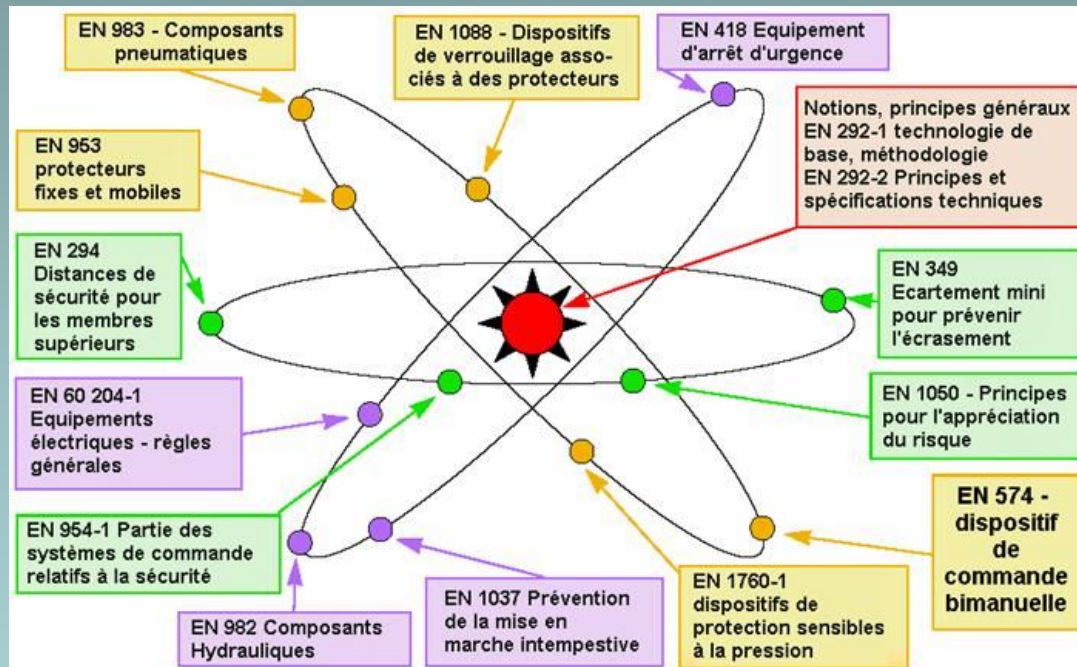 EN 983 - Composants
pneumatiques
EN 1088 - Dispositifs
de verrouillage asso-
ciés à des protecteurs
EN 418 Equipement
d'arrêt d'urgence
Notions, principes généraux
EN 292-1 technologie de
base, méthodologie
EN 292-2 Principes et
spécifications techniques
EN 953
protecteurs
fixes et mobiles
EN 294
Distances de
sécurité pour
les membres
supérieurs
EN 349
Ecartement mini
pour prévenir
l'écrasement
EN 60 204-1
Equipements
électriques - règles
générales
EN 1050 - Principes
pour l'appréciation
du risque
EN 954-1 Partie des
systèmes de commande
relatifs à la sécurité
EN 574 -
dispositif
de
commande
bimanuelle
EN 982 Composants
Hydrauliques
EN 1037 Prévention
de la mise en
marche intempestive
EN 1760-1
dispositifs de
protection sensibles
à la pression